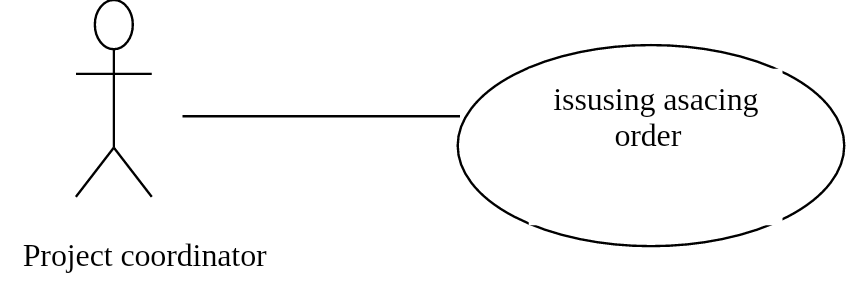 issusing asacing
order
Project coordinator